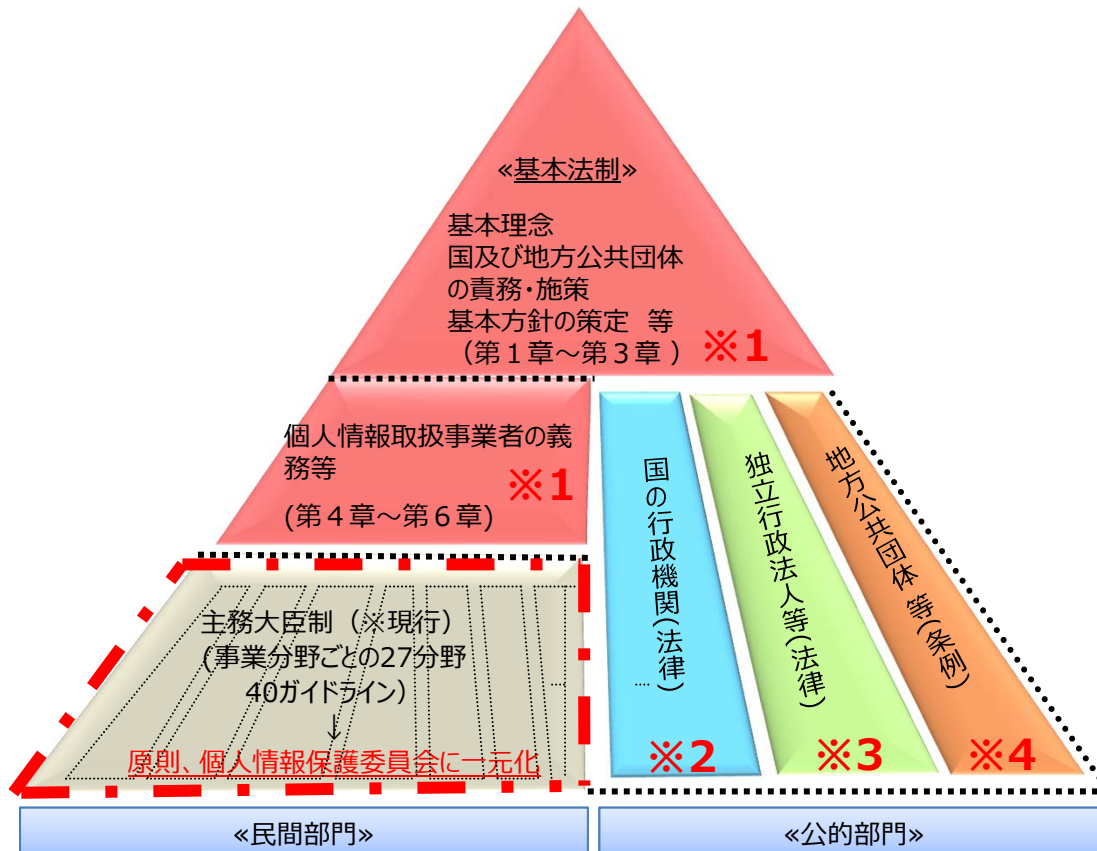 «基本法制»
基本理念
国及び地方公共団体
の責務・施策
基本方針の策定 等
(第1章～第3章 )
※1
個人情報取扱事業者の義
務等
※1
(第4章～第6章)
主務大臣制 (※現行)
(事業分野ごとの27分野
40ガイドライン)
↓
原則、個人情報保護委員会に一元化
国の行政機関(法律)
※2
独立行政法人等(法律)
※3
地方公共団体 等(条例)
※4
«民間部門»
«公的部門»